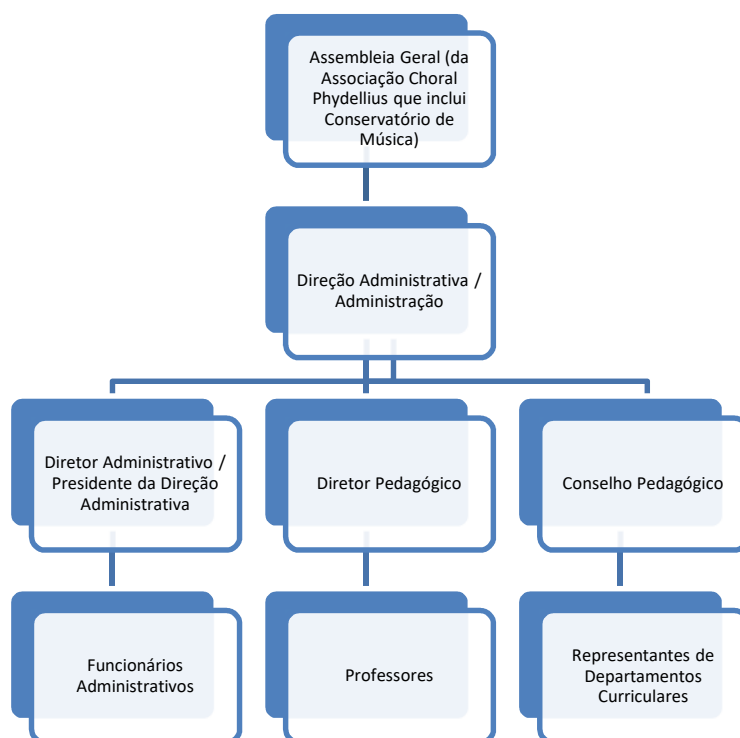 Assembleia Geral (da
Associação Choral
Phydellius que inclui
Conservatório de
Música)
Direção Administrativa /
Administração
Diretor Administrativo /
Presidente da Direção
Administrativa
Diretor Pedagógico
Conselho Pedagógico
Funcionários
Administrativos
Professores
Representantes de
Departamentos
Curriculares